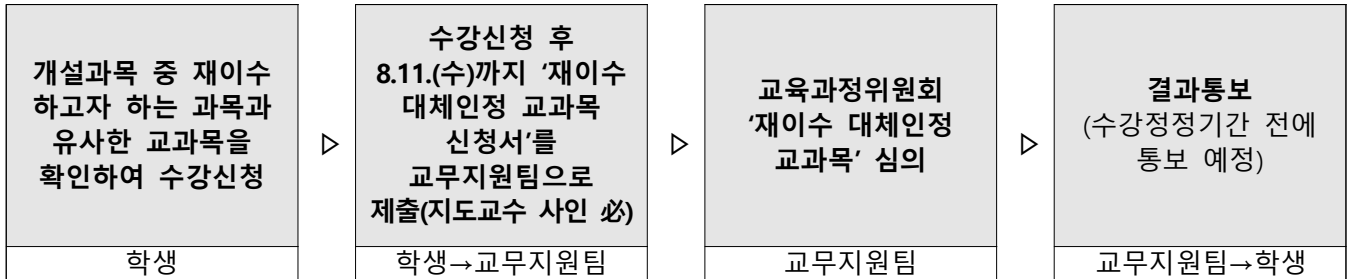 개설과목 중 재이수
하고자 하는 과목과
유사한 교과목을
확인하여 수강신청
학생
▷
수강신청 후
8.11.(수)까지 ‘재이수
대체인정 교과목
신청서’를
교무지원팀으로
제출(지도교수 사인 必)
학생→교무지원팀
▷
교육과정위원회
‘재이수 대체인정
교과목’ 심의
교무지원팀
▷
결과통보
(수강정정기간 전에
통보 예정)
교무지원팀→학생